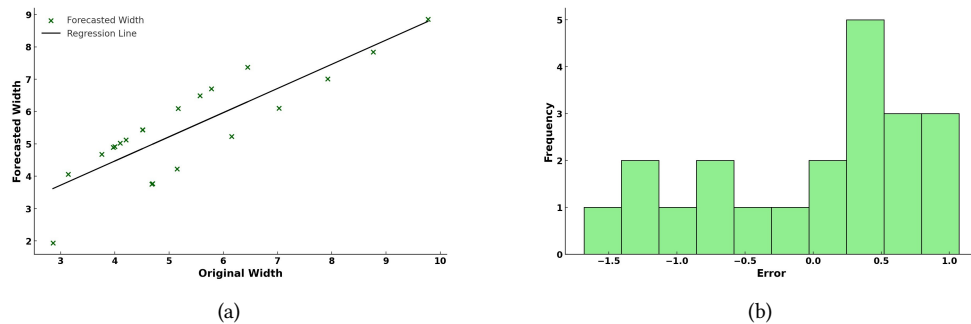 9
8
7
6
5
4
3
2
Forecasted Width
Forecasted Width
Regression Line
3 4 5 6 7 8 9 10
Original Width
(a)
5
4
3
2
1
0
Frequency
−1.5 −1.0 −0.5 0.0 0.5 1.0
Error
(b)